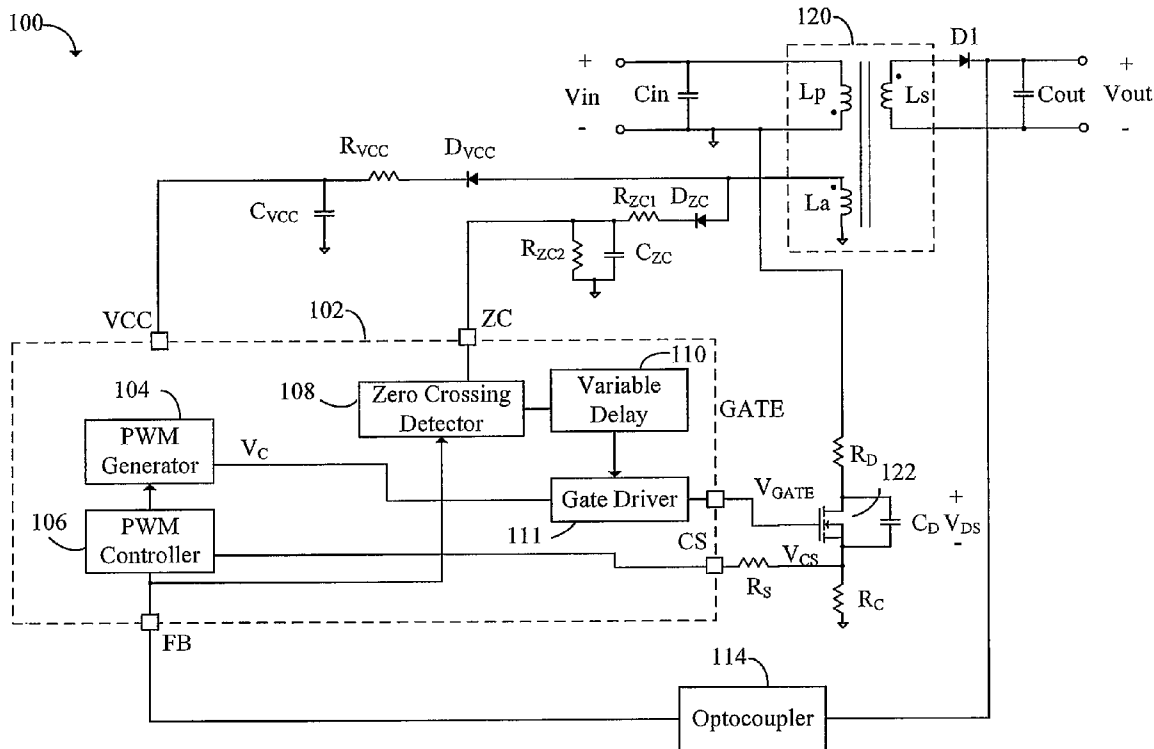 100
120
D1
+
Vin
-
Cin
Lp
Ls
Cout
+
Vout
-
RVCC
DVCC
CVCC
RZC1
DZC
La
RZC2
CZC
VCC
102
ZC
104
108
110
PWM
Generator
Zero Crossing
Detector
Variable
Delay
GATE
VC
RD
106
PWM
Controller
Gate Driver
111
VGATE
122
+
CD
VDS
-
CS
VCS
RS
RC
FB
114
Optocoupler